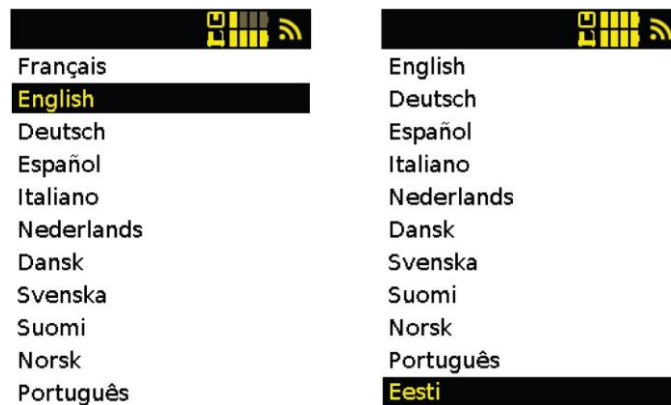 Français
English
Deutsch
Español
Italiano
Nederlands
Dansk
Svenska
Suomi
Norsk
Português
English
Deutsch
Español
Italiano
Nederlands
Dansk
Svenska
Suomi
Norsk
Português
Eesti